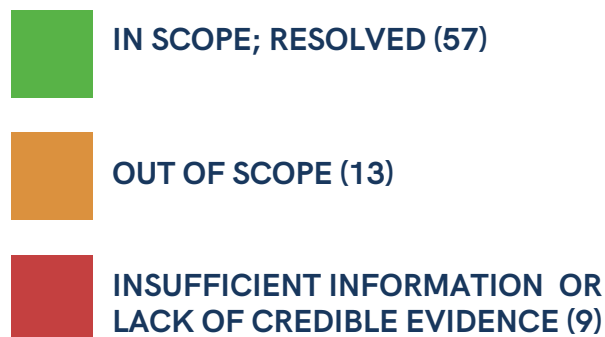 IN SCOPE; RESOLVED (57)
OUT OF SCOPE (13)
INSUFFICIENT INFORMATION OR
LACK OF CREDIBLE EVIDENCE (9)